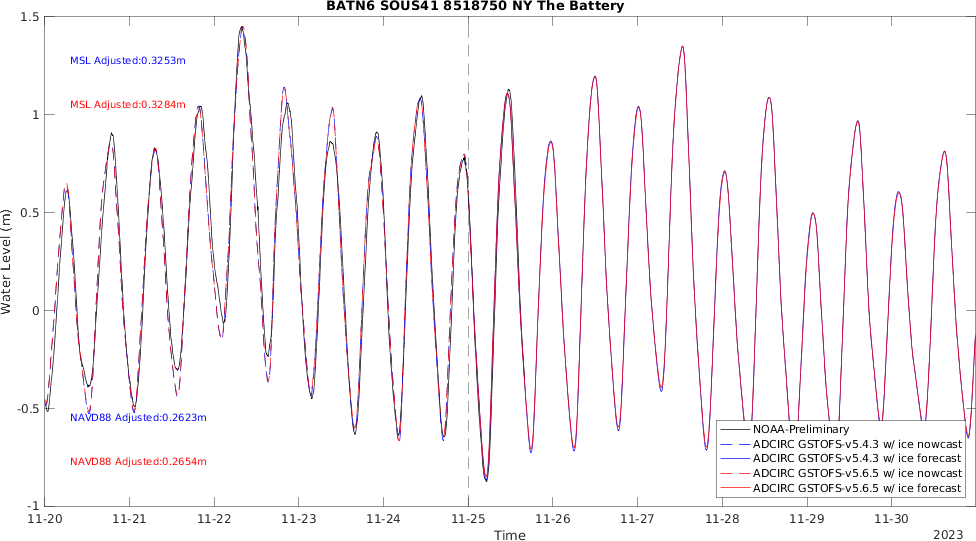 BATN6 SOUS41 8518750 NY The Battery
1.5
1
0.5
0
-0.5
-1
Water Level (m)
MSL Adjusted:0.3253m
MSL Adjusted:0.3284m
NAVD88 Adjusted:0.2623m
NAVD88 Adjusted:0.2654m
NOAA-Preliminary
ADCIRC GSTOFS-v5.4.3 w/ ice nowcast
ADCIRC GSTOFS-v5.4.3 w/ ice forecast
ADCIRC GSTOFS-v5.6.5 w/ ice nowcast
ADCIRC GSTOFS-v5.6.5 w/ ice forecast
11-20 11-21 11-22 11-23 11-24 11-25 11-26 11-27 11-28 11-29 11-30
Time
2023